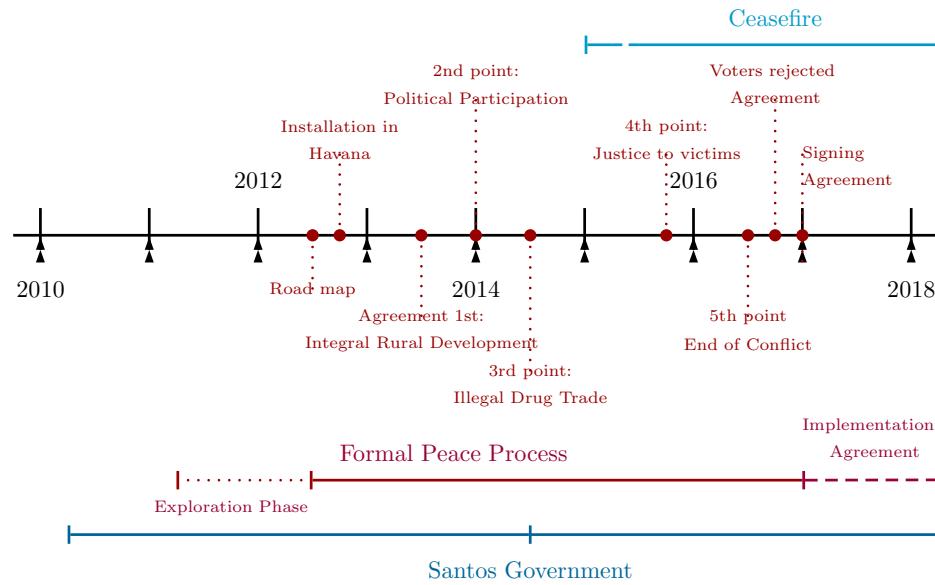 Ceasefire
2nd point:
Political Participation
Voters rejected
Agreement
Installation in
Havana
4th point:
Justice to victims
Signing
Agreement
2012
2016
2010
Road map
2014
2018
Agreement 1st:
Integral Rural Development
5th point
End of Conflict
3rd point:
Illegal Drug Trade
Implementation
Agreement
Formal Peace Process
Exploration Phase
Santos Government